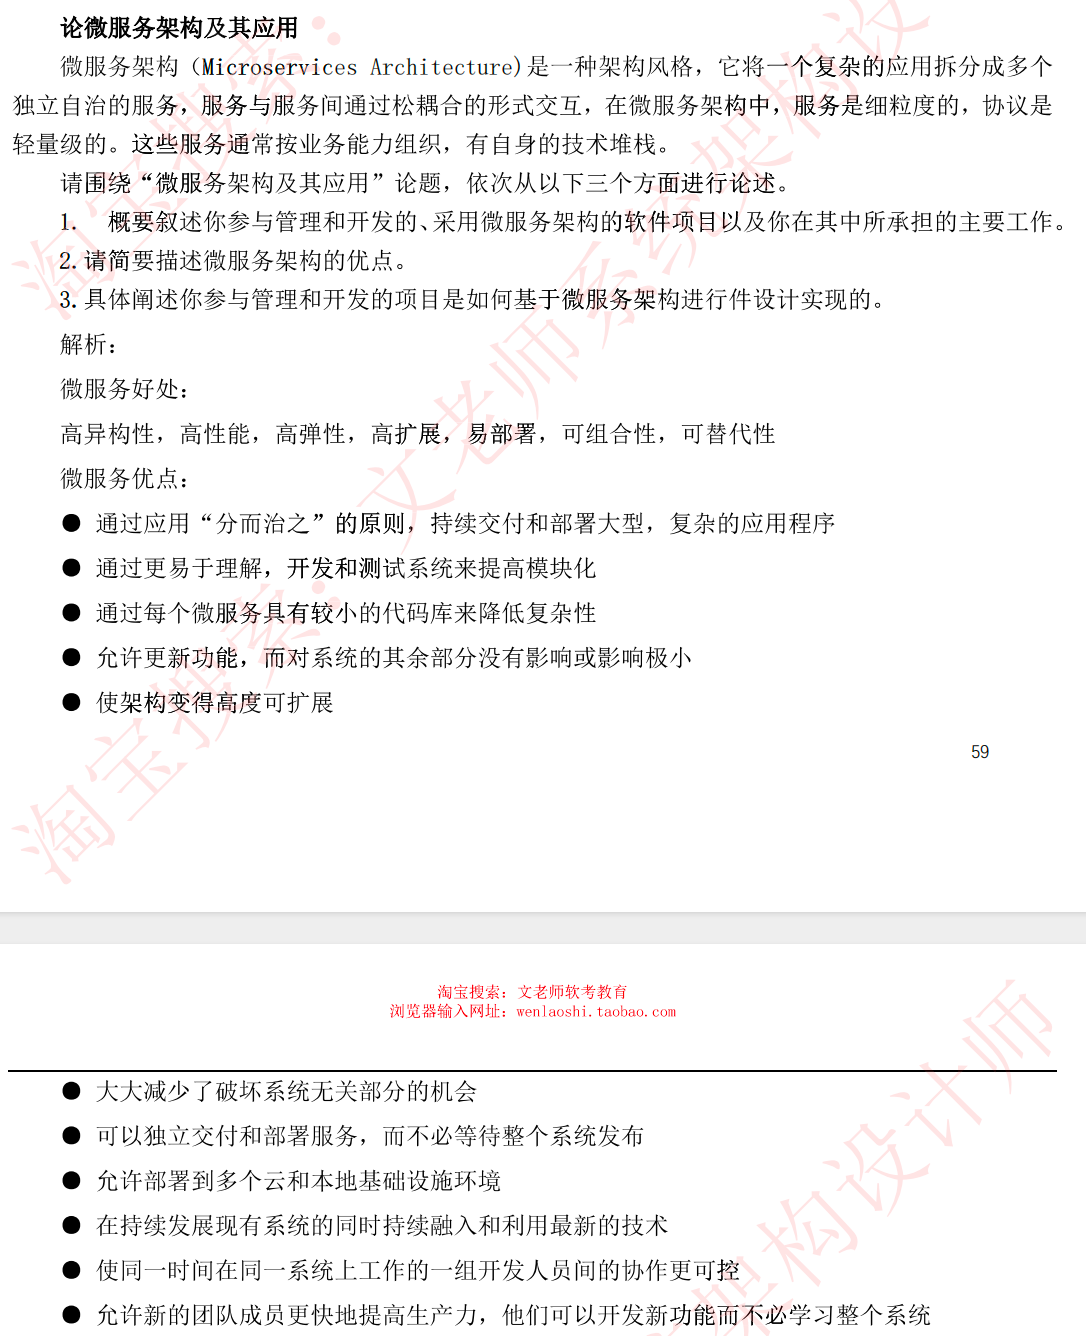 论微服务架构及其应用
微服务架构（Microservices Architecture)是一种架构风格，它将一个复杂的应用拆分成多个
独立自治的服务，服务与服务间通过松耦合的形式交互，在微服务架构中，服务是细粒度的，协议是
轻量级的。这些服务通常按业务能力组织，有自身的技术堆栈。
请围绕“微服务架构及其应用”论题，依次从以下三个方面进行论述。
1. 概要叙述你参与管理和开发的、采用微服务架构的软件项目以及你在其中所承担的主要工作。
2.请简要描述微服务架构的优点。
3.具体阐述你参与管理和开发的项目是如何基于微服务架构进行件设计实现的。
解析：
微服务好处：
高异构性，高性能，高弹性，高扩展，易部署，可组合性，可替代性
微服务优点：
● 通过应用“分而治之”的原则，持续交付和部署大型，复杂的应用程序
● 通过更易于理解，开发和测试系统来提高模块化
● 通过每个微服务具有较小的代码库来降低复杂性
● 允许更新功能，而对系统的其余部分没有影响或影响极小
● 使架构变得高度可扩展
59
淘宝搜索：文老师系统架构设
淘宝搜索：
淘宝搜索：文老师软考教育
浏览器输入网址：wenlaoshi.taobao.com
● 大大减少了破坏系统无关部分的机会
● 可以独立交付和部署服务，而不必等待整个系统发布
● 允许部署到多个云和本地基础设施环境
● 在持续发展现有系统的同时持续融入和利用最新的技术
● 使同一时间在同一系统上工作的一组开发人员间的协作更可控
● 允许新的团队成员更快地提高生产力，他们可以开发新功能而不必学习整个系统
架构设计师